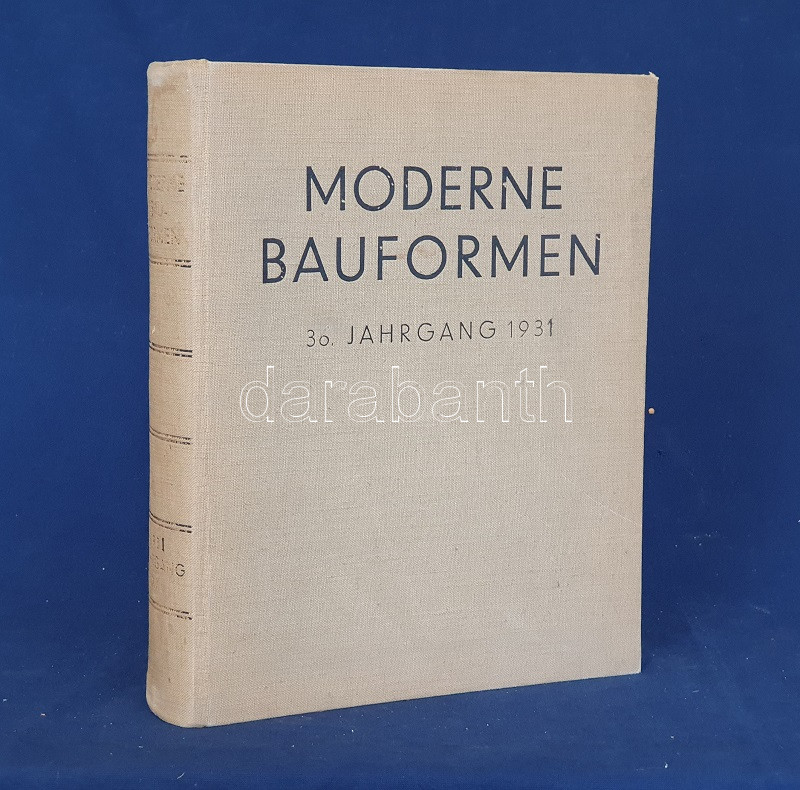 MODERNE
BAUFORMEN
30. JAHRGANG 1931
darabanth